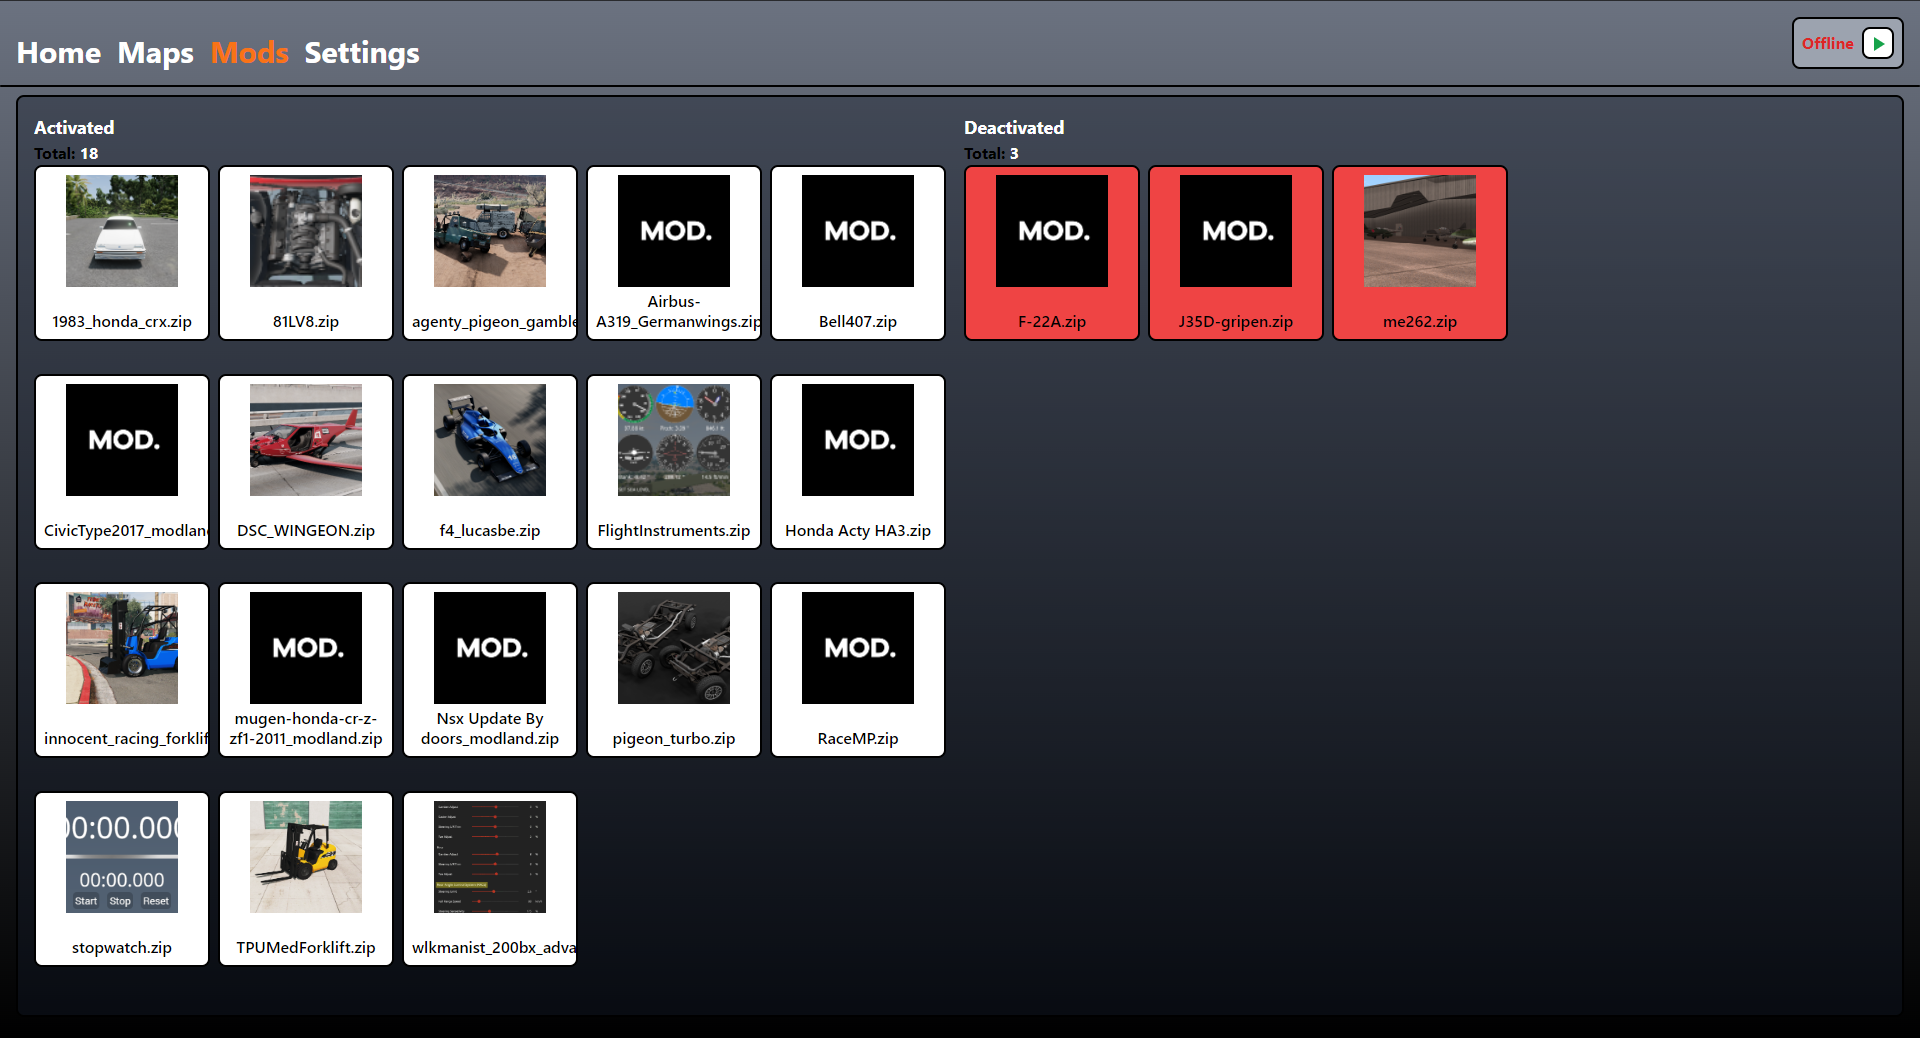 Home Maps Mods Settings
Offline
Activated
Total: 18
Deactivated
Total: 3
MOD.
MOD.
MOD.
MOD.
1983_honda_crx.zip
81LV8.zip
agenty_pigeon_gamble
Airbus-
A319_Germanwings.zip
Bell407.zip
F-22A.zip
J35D-gripen.zip
me262.zip
MOD.
MOD.
CivicType2017_modlan
DSC_WINGEON.zip
f4_lucasbe.zip
FlightInstruments.zip
Honda Acty HA3.zip
MOD.
MOD.
MOD.
innocent_racing_forklif
mugen-honda-cr-z-
zf1-2011_modland.zip
Nsx Update By
doors_modland.zip
pigeon_turbo.zip
RaceMP.zip
00:00.000
00:00.000
Start Stop Reset
stopwatch.zip
TPUMedForklift.zip
wlkmanist_200bx_adva